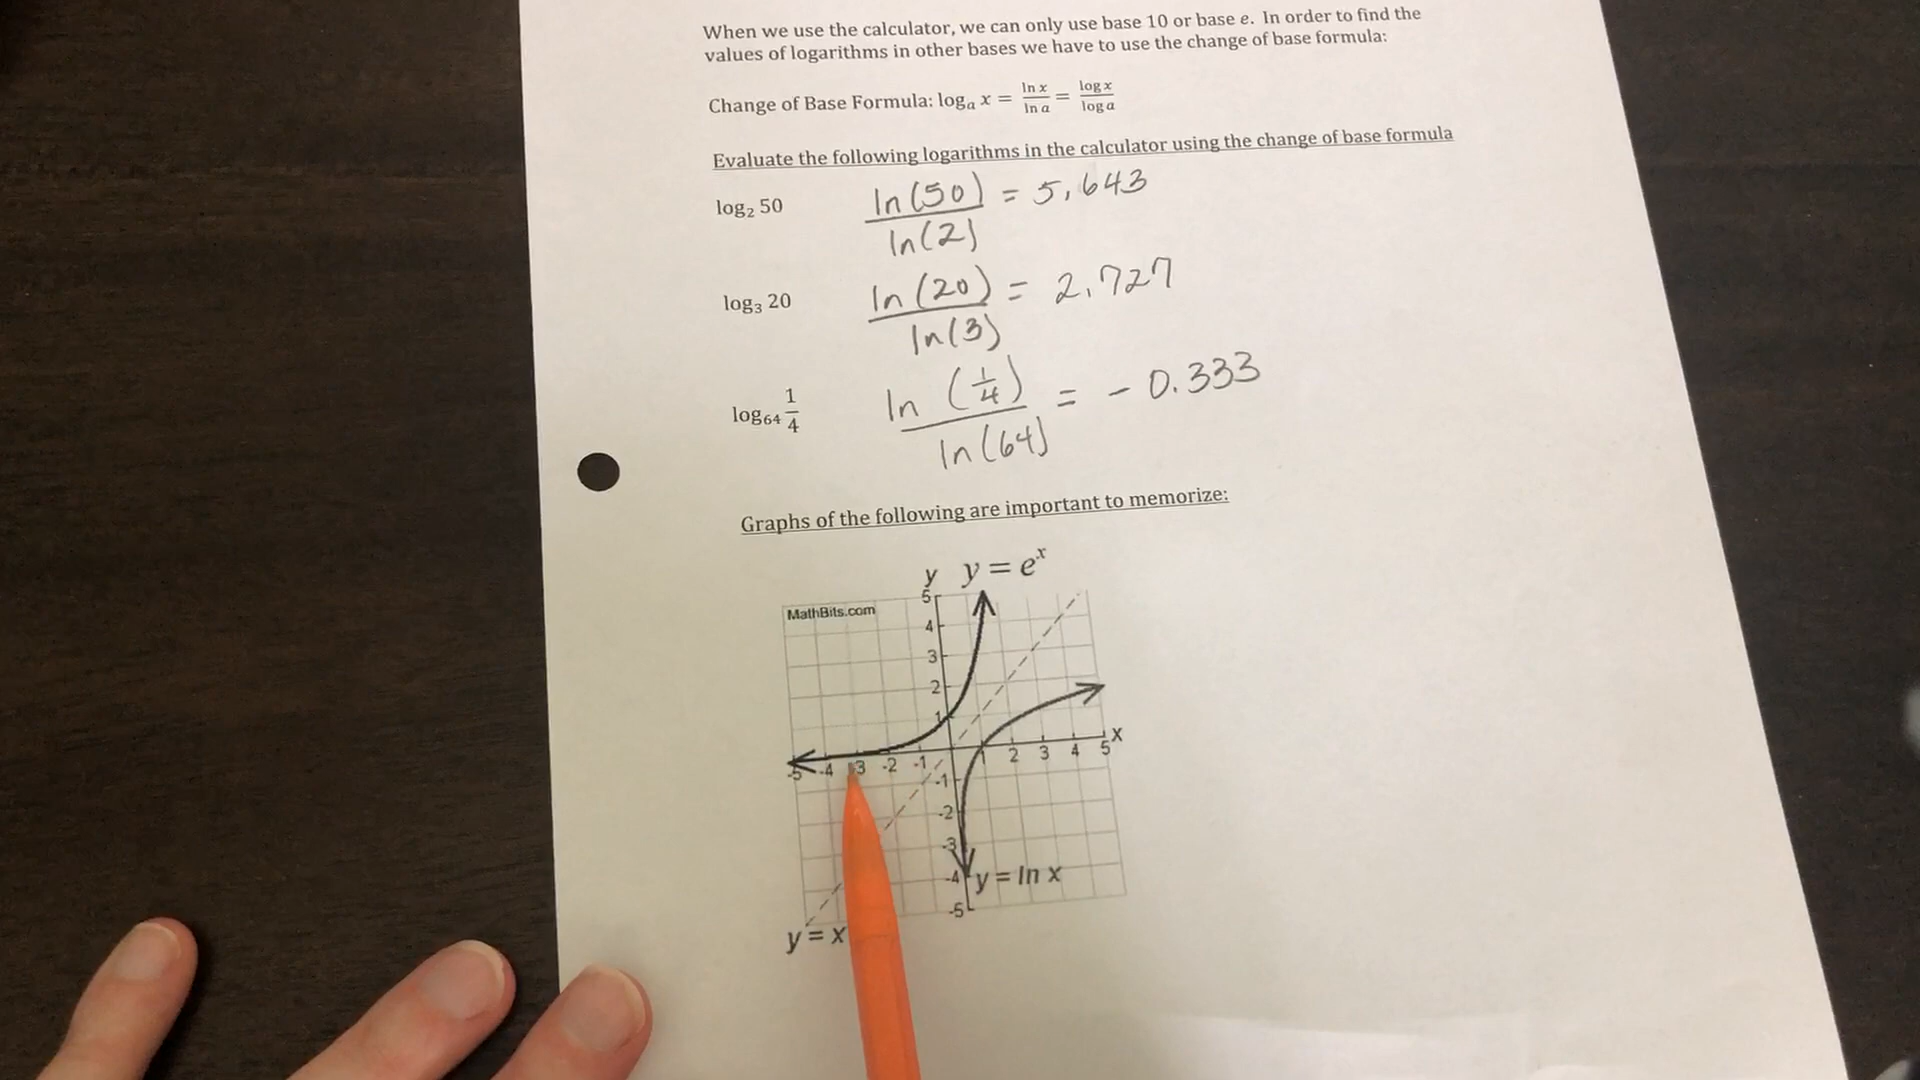 When we use the calculator, we can only use base 10 or base e. In order to find the
values of logarithms in other bases we have to use the change of base formula:
Change of Base Formula: logₐ x = ln x / ln a = log x / log a
Evaluate the following logarithms in the calculator using the change of base formula
log₂ 50 ln(50) / ln(2) = 5.643
log₃ 20 ln(20) / ln(3) = 2.727
log₆₄ 1/4 ln(1/4) / ln(64) = -0.333
Graphs of the following are important to memorize:
y y = eˣ
MathBits.com
5
4
3
2
1
-5 -4 -3 -2 -1 1 2 3 4 5 x
-1
-2
-3
-4
-5
y = ln x
y = x